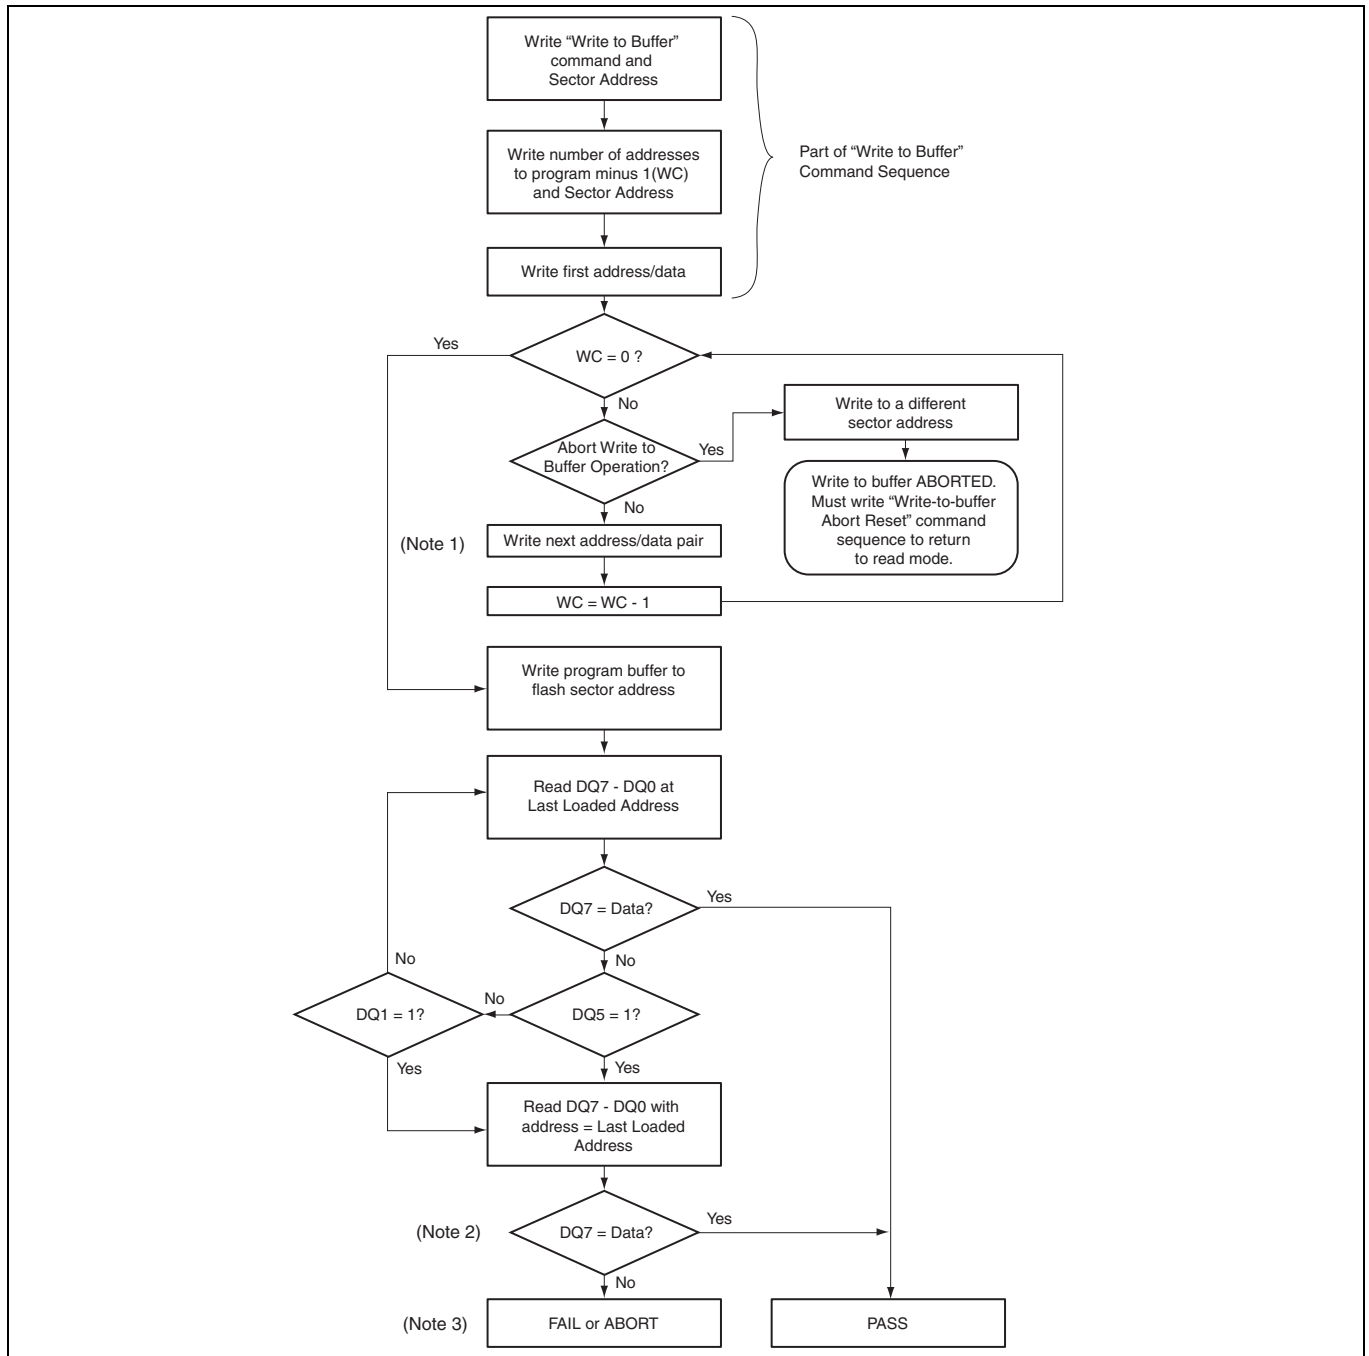 Write “Write to Buffer”
command and
Sector Address
Write number of addresses
to program minus 1(WC)
and Sector Address
Part of “Write to Buffer”
Command Sequence
Write first address/data
Yes
WC = 0 ?
No
Write to a different
sector address
Abort Write to
Buffer Operation?
Yes
Write to buffer ABORTED.
Must write “Write-to-buffer
Abort Reset” command
sequence to return
to read mode.
No
(Note 1)
Write next address/data pair
WC = WC - 1
Write program buffer to
flash sector address
Read DQ7 - DQ0 at
Last Loaded Address
DQ7 = Data?
Yes
No
No
DQ1 = 1?
No
DQ5 = 1?
Yes
Yes
Read DQ7 - DQ0 with
address = Last Loaded
Address
(Note 2)
DQ7 = Data?
Yes
No
(Note 3)
FAIL or ABORT
PASS